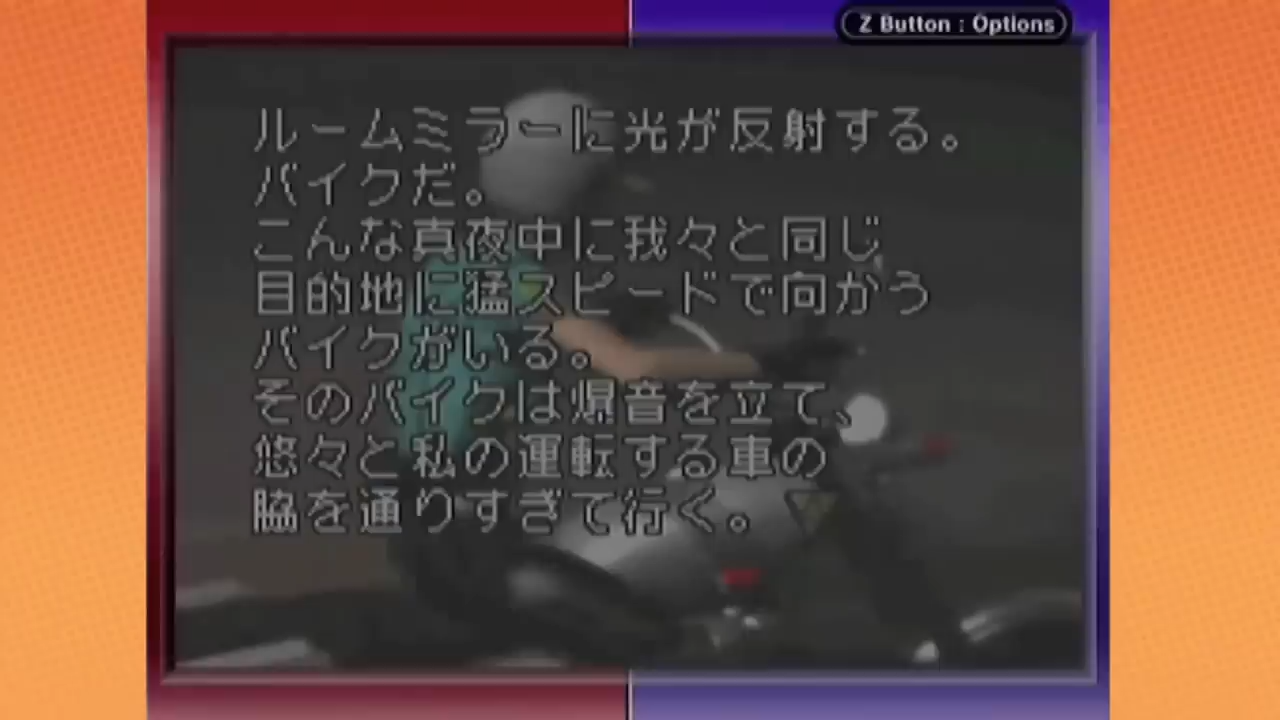 Z Button : Options
ルームミラーに光が反射する。
バイクだ。
こんな真夜中に我々と同じ、
目的地に猛スピードで向かう
バイクがいる。
そのバイクは爆音を立て、
悠々と私の運転する車の
脇を通りすぎて行く。